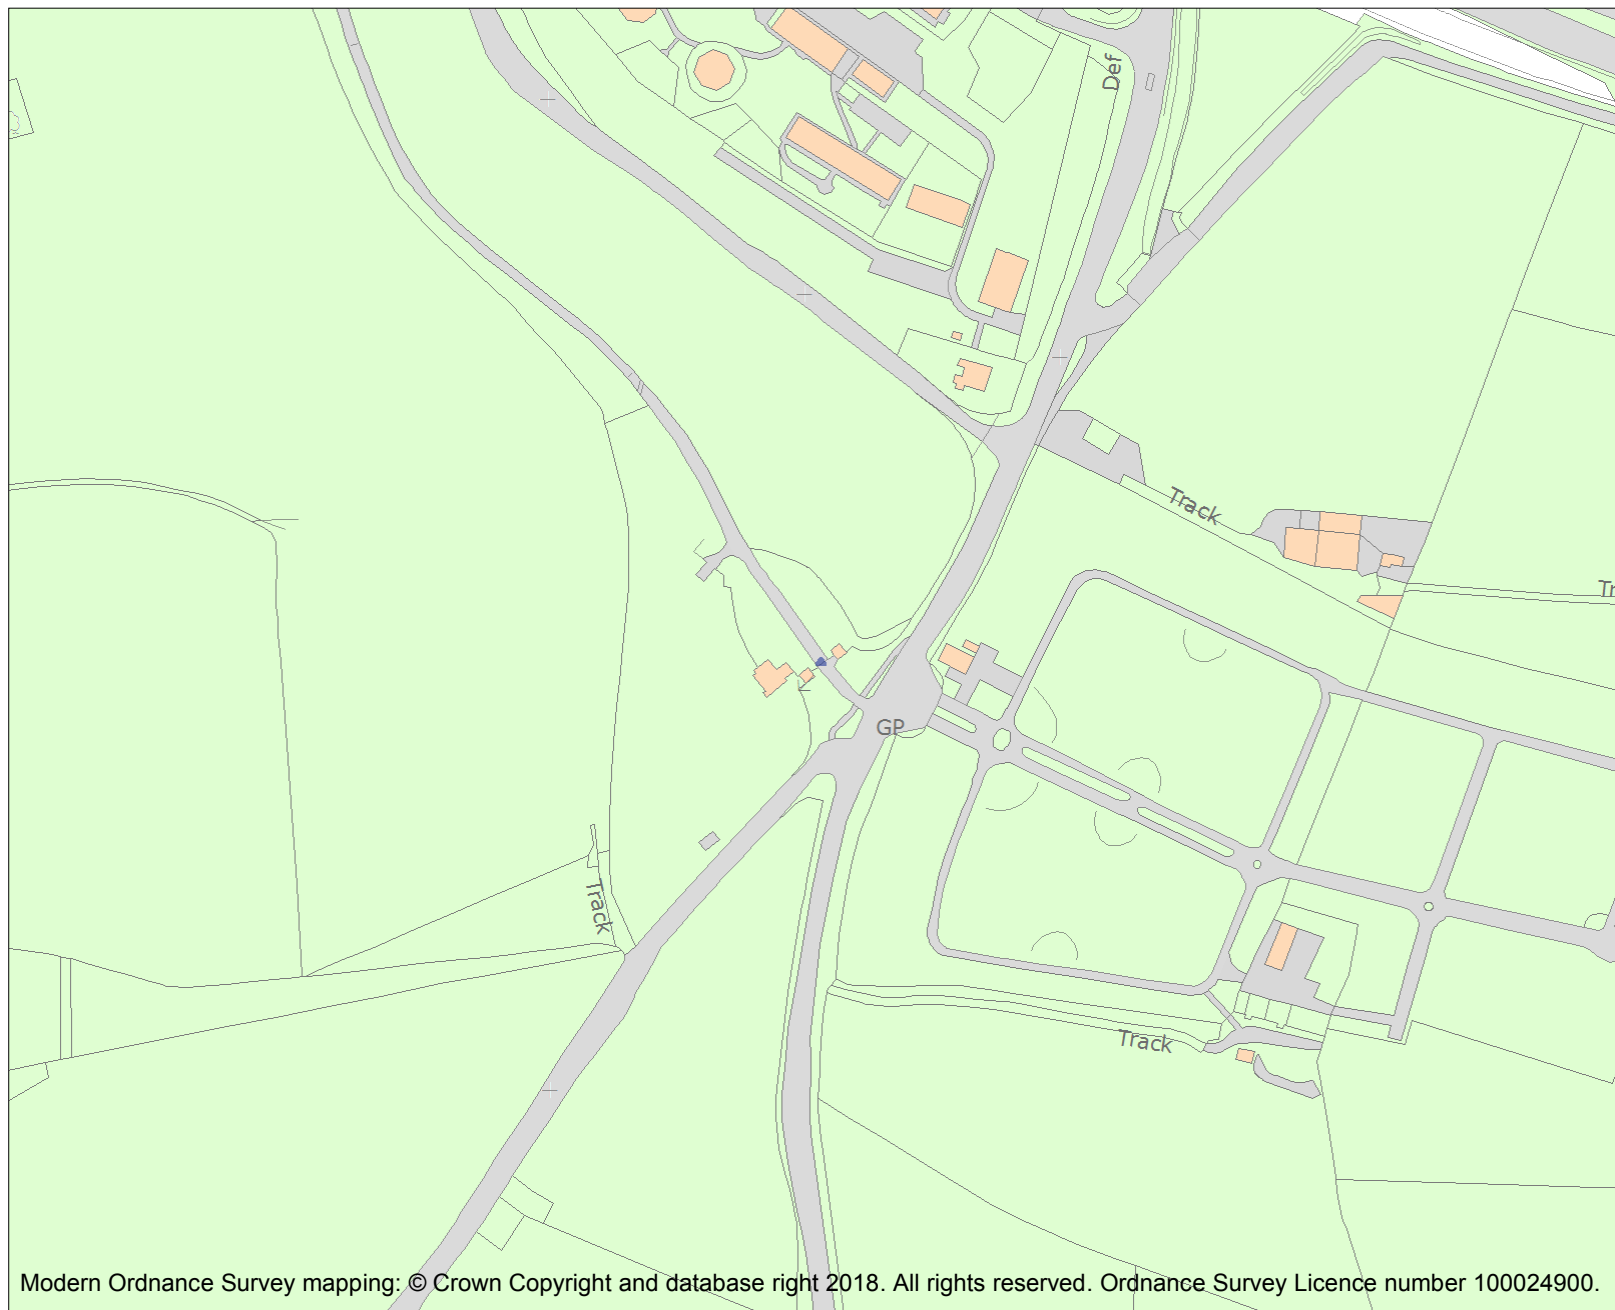 Def
Track
Tr
GP
Track
Track
Modern Ordnance Survey mapping: © Crown Copyright and database right 2018. All rights reserved. Ordnance Survey Licence number 100024900.